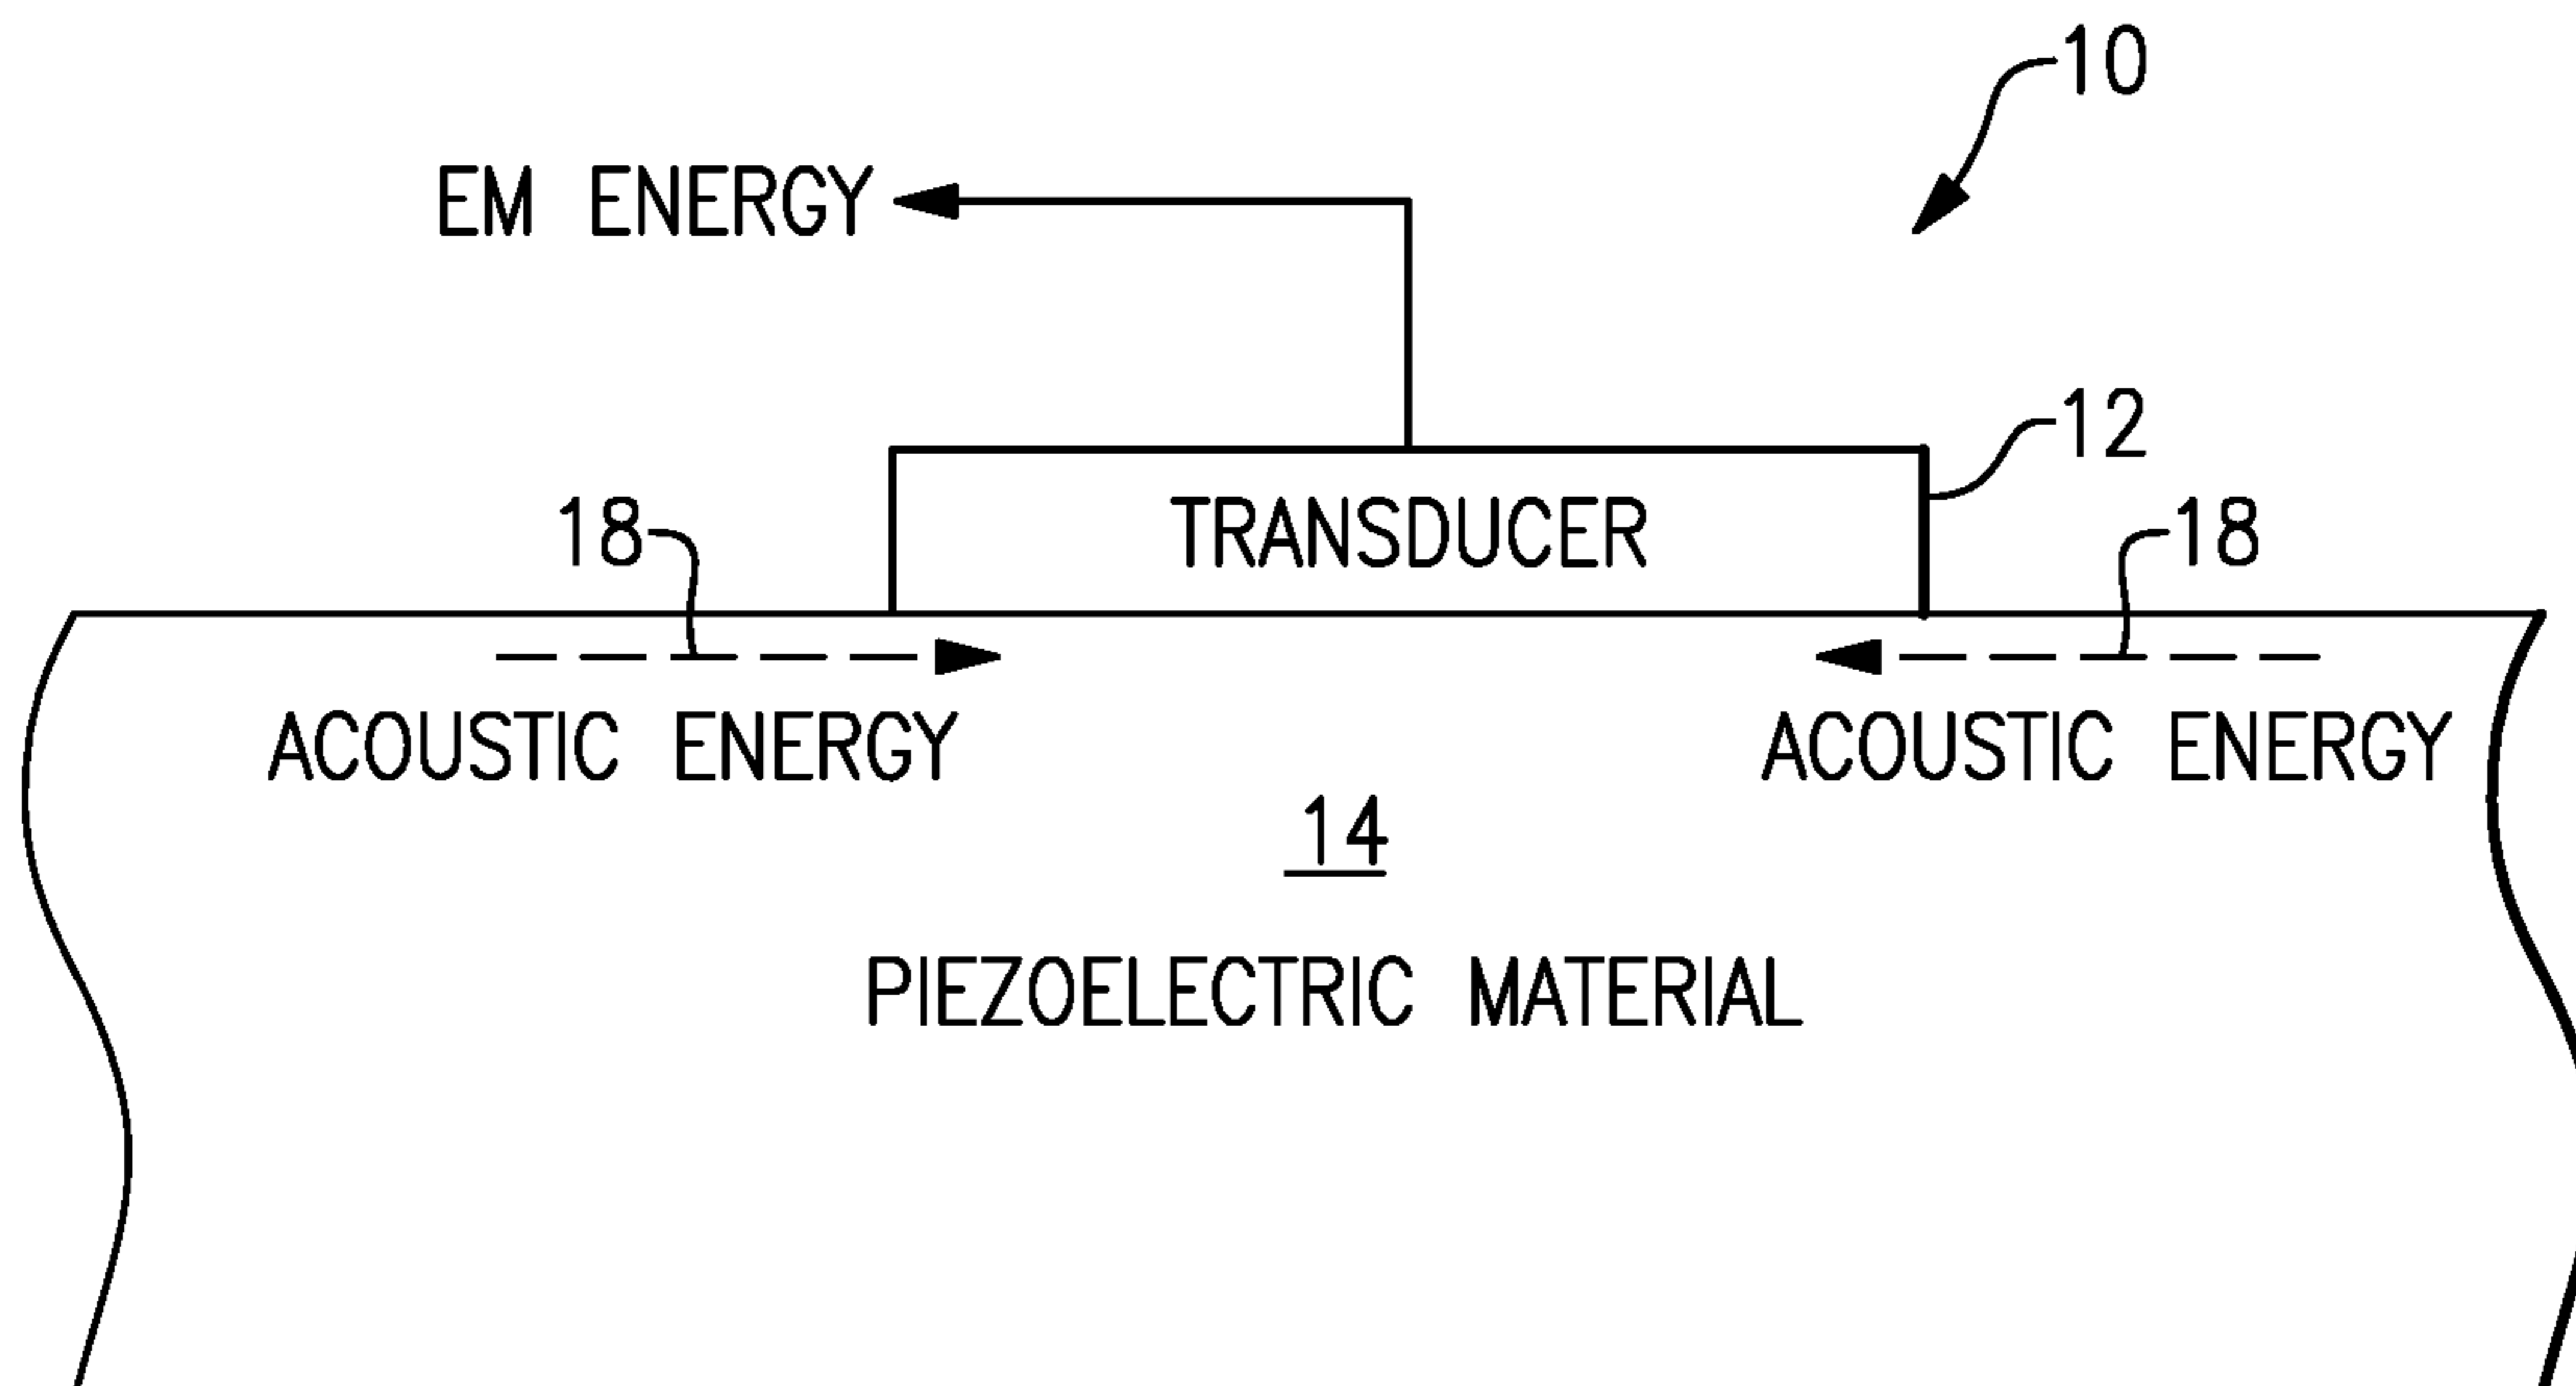 10
EM ENERGY
12
TRANSDUCER
18
18
ACOUSTIC ENERGY
ACOUSTIC ENERGY
14
PIEZOELECTRIC MATERIAL